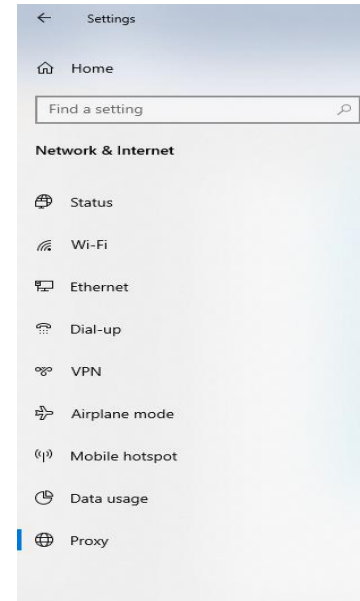 Settings
Home
Find a setting
Network & Internet
Status
Wi-Fi
Ethernet
Dial-up
VPN
Airplane mode
Mobile hotspot
Data usage
Proxy